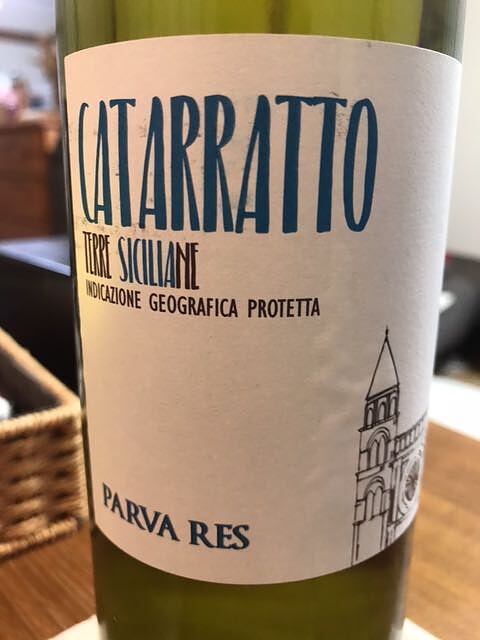 CATARRATTO
TERRE SICILIANE
INDICAZIONE GEOGRAFICA PROTETTA
PARVA RES